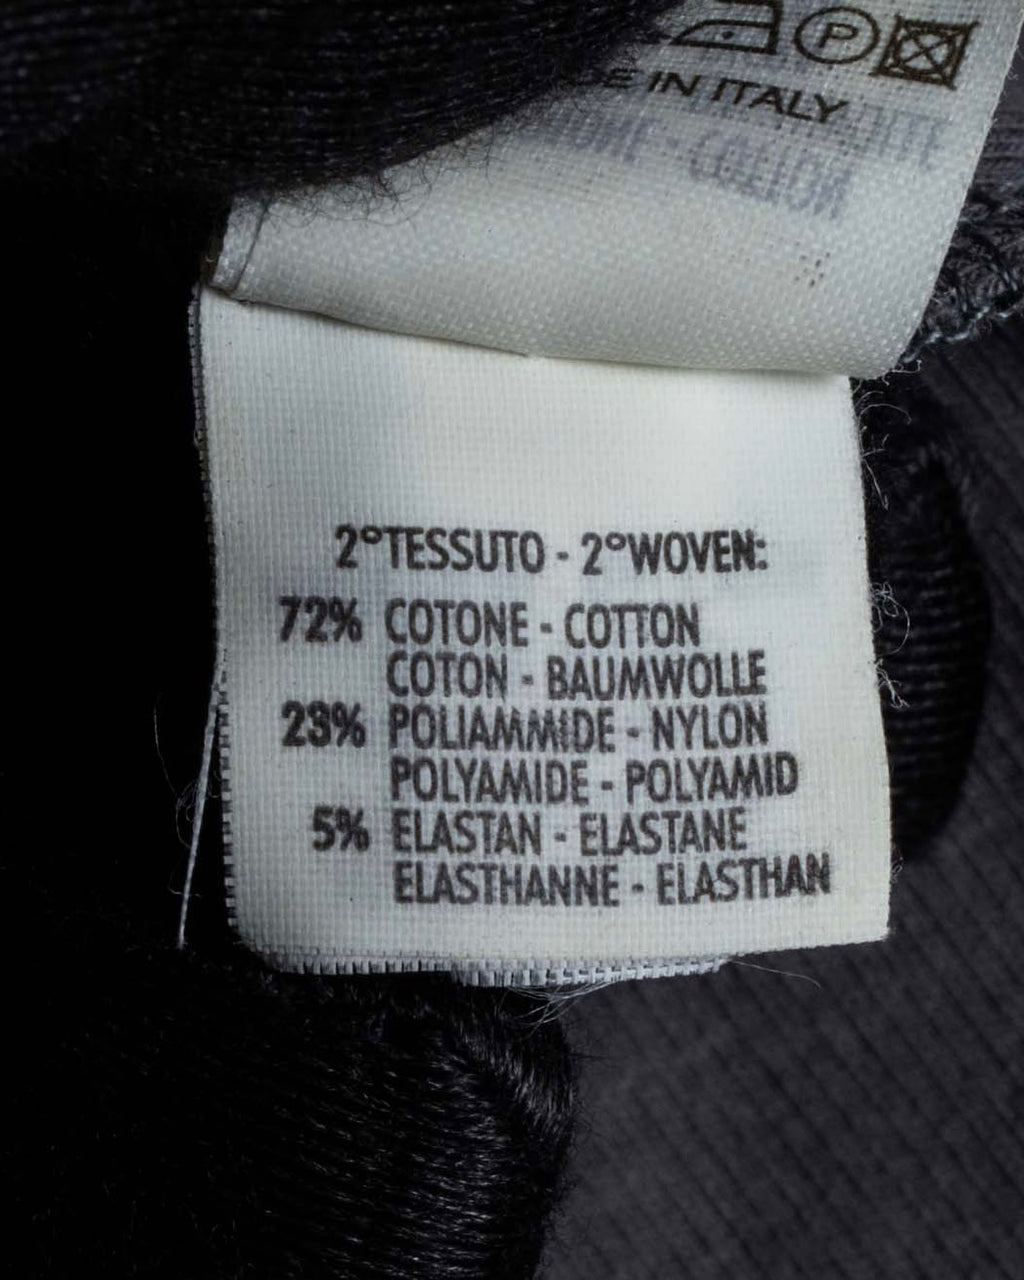 P
E IN ITALY
2°TESSUTO - 2°WOVEN:
72% COTONE - COTTON
COTON - BAUMWOLLE
23% POLIAMMIDE - NYLON
POLYAMIDE - POLYAMID
5% ELASTAN - ELASTANE
ELASTHANNE - ELASTHAN